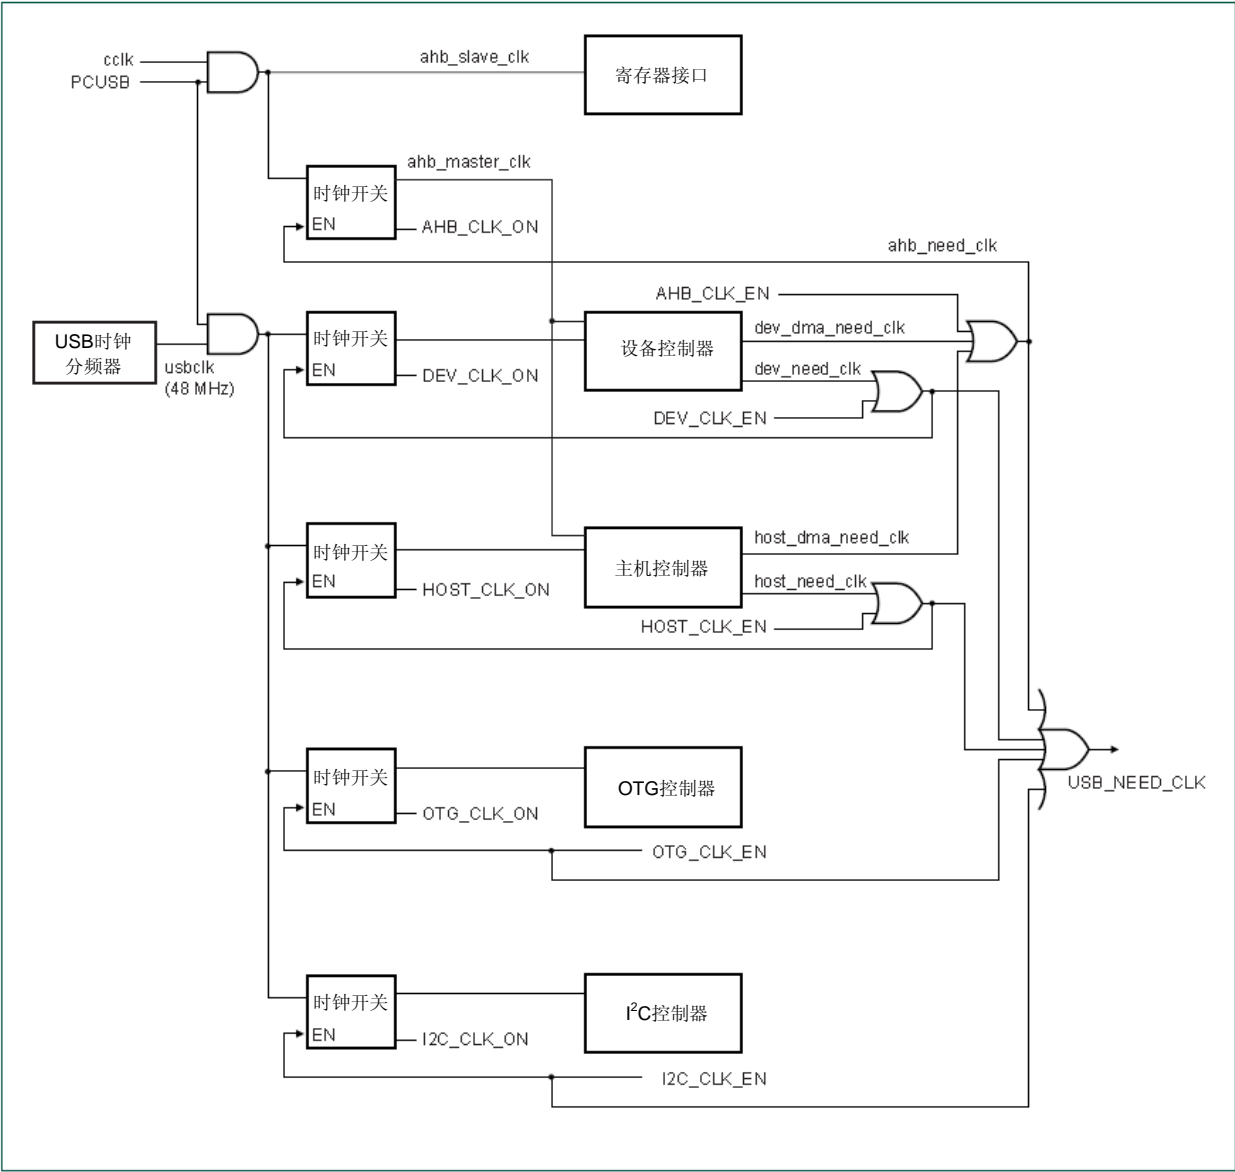 cclk
PCUSB
ahb_slave_clk
寄存器接口
ahb_master_clk
时钟开关
EN
AHB_CLK_ON
ahb_need_clk
AHB_CLK_EN
USB时钟
分频器
usbclk
(48 MHz)
时钟开关
EN
DEV_CLK_ON
设备控制器
dev_dma_need_clk
dev_need_clk
DEV_CLK_EN
时钟开关
EN
HOST_CLK_ON
主机控制器
host_dma_need_clk
host_need_clk
HOST_CLK_EN
USB_NEED_CLK
时钟开关
EN
OTG_CLK_ON
OTG控制器
OTG_CLK_EN
时钟开关
EN
I2C_CLK_ON
I²C控制器
I2C_CLK_EN